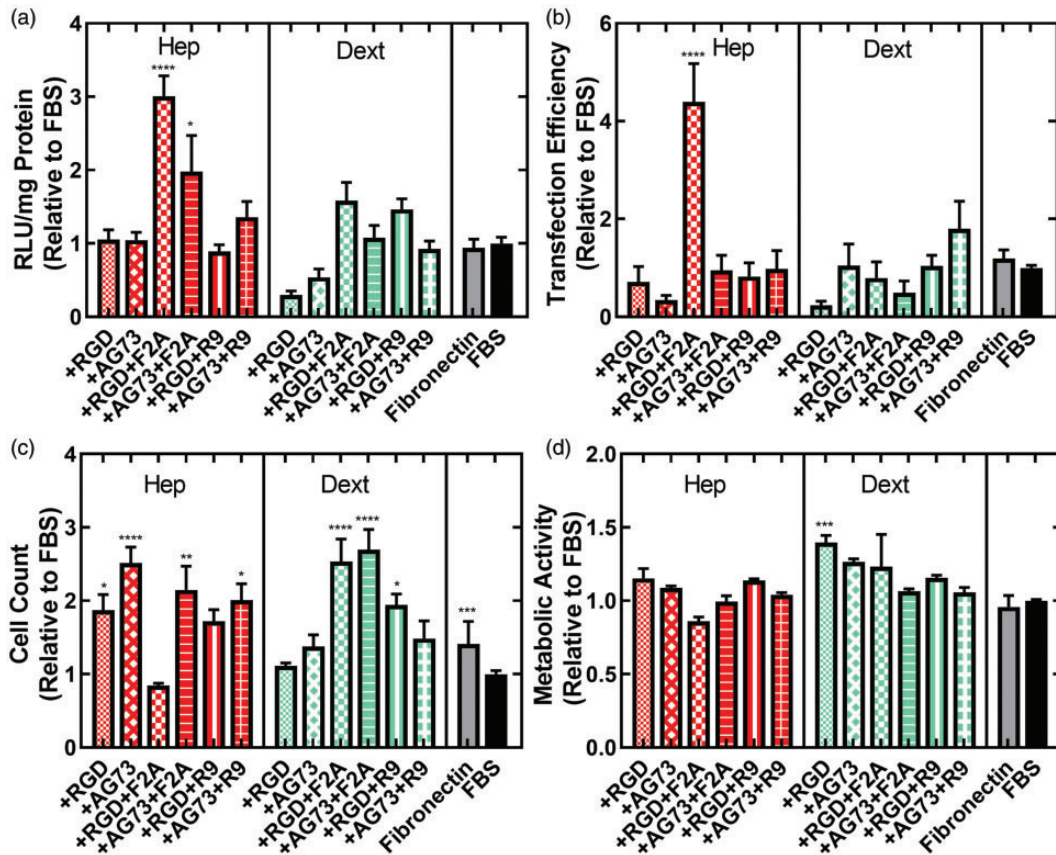 (a)
RLU/mg Protein
(Relative to FBS)
4
3
2
1
0
Hep
Dext
****
*
+RGD
+AG73
+RGD+F2A
+AG73+F2A
+RGD+R9
+AG73+R9
+RGD
+AG73
+RGD+F2A
+AG73+F2A
+RGD+R9
+AG73+R9
Fibronectin
FBS
(b)
Transfection Efficiency
(Relative to FBS)
6
4
2
0
Hep
Dext
****
+RGD
+AG73
+RGD+F2A
+AG73+F2A
+RGD+R9
+AG73+R9
+RGD
+AG73
+RGD+F2A
+AG73+F2A
+RGD+R9
+AG73+R9
Fibronectin
FBS
(c)
Cell Count
(Relative to FBS)
4
3
2
1
0
Hep
Dext
*
****
**
*
****
****
*
***
+RGD
+AG73
+RGD+F2A
+AG73+F2A
+RGD+R9
+AG73+R9
+RGD
+AG73
+RGD+F2A
+AG73+F2A
+RGD+R9
+AG73+R9
Fibronectin
FBS
(d)
Metabolic Activity
(Relative to FBS)
2.0
1.5
1.0
0.5
0.0
Hep
Dext
***
+RGD
+AG73
+RGD+F2A
+AG73+F2A
+RGD+R9
+AG73+R9
+RGD
+AG73
+RGD+F2A
+AG73+F2A
+RGD+R9
+AG73+R9
Fibronectin
FBS